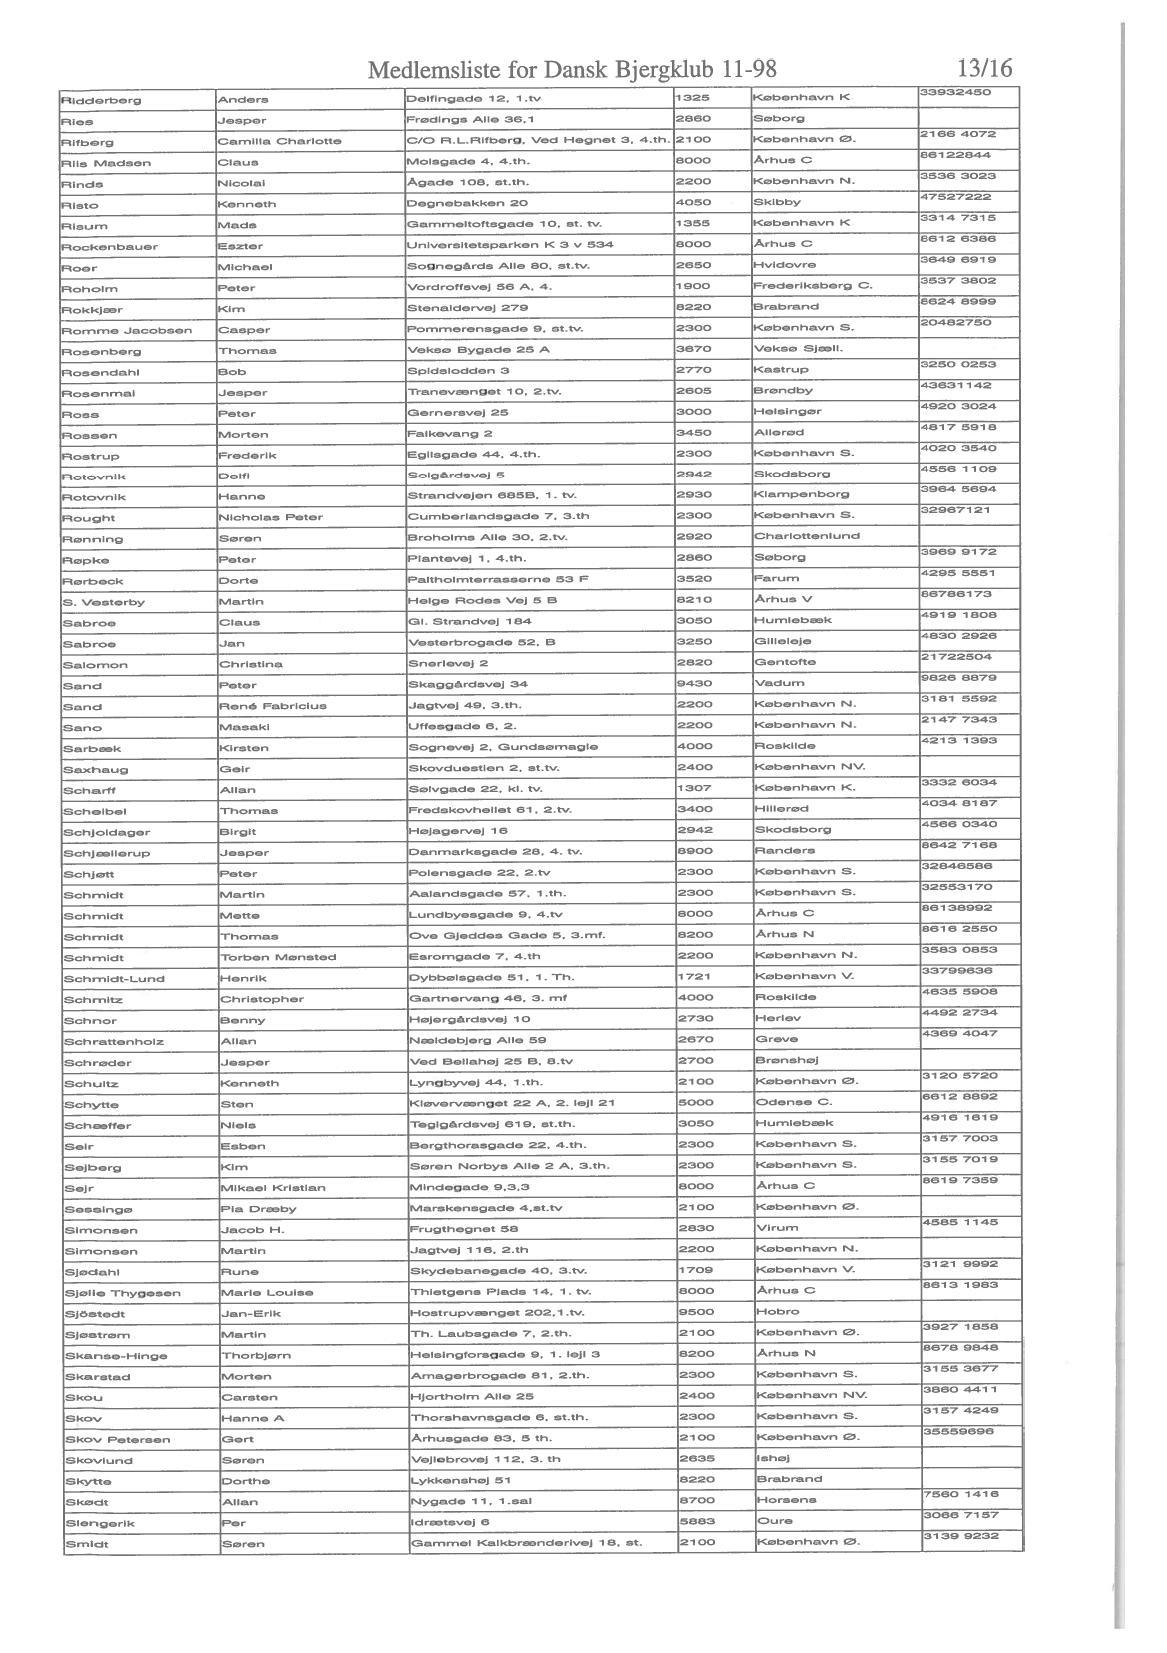 Medlemsliste for Dansk Bjergklub 11-98 13/16
Ridderberg Anders Delfingade 12, 1.tv 1325 København K 33932450
Ries Jesper Frødings Alle 36,1 2860 Søborg
Rifbjerg Camilla Charlotte C/O R.L.Rifberg, Ved Hegnet 3, 4.th. 2100 København Ø. 2166 4072
Riis Madsen Claus Molsgade 4, 4.th. 8000 Århus C 86122844
Rinds Nicolai Ågade 108, st.th. 2200 København N. 3536 3023
Risto Kenneth Degnebakken 20 4050 Skibby 47527222
Risum Mads Gammeltoftsgade 10, st. tv. 1355 København K 3314 7315
Rockenbauer Eszter Universitetsparken K 3 v 534 8000 Århus C 8612 6386
Roer Michael Sognegårds Alle 80, st.tv. 2650 Hvidovre 3649 6919
Roholm Peter Vordroffsvej 56 A, 4. 1900 Frederiksberg C. 3537 3802
Rokkjær Kim Stenaldervej 279 8220 Brabrand 8624 8999
Romme Jacobsen Casper Pommerensgade 9, st.tv. 2300 København S. 20482750
Rosenberg Thomas Veksø Bygade 25 A 3670 Veksø Sjæll.
Rosendahl Bob Spidslodden 3 2770 Kastrup 3250 0253
Rosenmai Jesper Tranevænget 10, 2.tv. 2605 Brøndby 43631142
Ross Peter Gernersvej 25 3000 Helsingør 4920 3024
Rossen Morten Falkevang 2 3450 Allerød 4817 5918
Rostrup Frederik Egilsgade 44, 4.th. 2300 København S. 4020 3540
Rotovnik Delfi Solgårdsvej 5 2942 Skodsborg 4556 1109
Rotovnik Hanne Strandvejen 685B, 1. tv. 2930 Klampenborg 3964 5694
Rought Nicholas Peter Cumberlandsgade 7, 3.th 2300 København S. 32967121
Rønning Søren Broholms Alle 30, 2.tv. 2920 Charlottenlund
Røpke Peter Plantevej 1, 4.th. 2860 Søborg 3969 9172
Rørbeck Dorte Paltholmterrasserne 53 F 3520 Farum 4295 5551
S. Vesterby Martin Helge Rodes Vej 5 B 8210 Århus V 86786173
Sabroe Claus Gl. Strandvej 184 3050 Humlebæk 4919 1808
Sabroe Jan Vesterbrogade 52, B 3250 Gilleleje 4830 2926
Salomon Christina Snerlevej 2 2820 Gentofte 21722504
Sand Peter Skaggårdsvej 34 9430 Vadum 9826 8879
Sand René Fabricius Jagtvej 49, 3.th. 2200 København N. 3181 5592
Sano Masaki Uffesgade 6, 2. 2200 København N. 2147 7343
Sarbæk Kirsten Sognevej 2, Gundsømagle 4000 Roskilde 4213 1393
Saxhaug Geir Skovduestien 2, st.tv. 2400 København NV.
Scharff Allan Sølvgade 22, kl. tv. 1307 København K. 3332 6034
Scheibel Thomas Fredskovhellet 61, 2.tv. 3400 Hillerød 4034 8187
Schjoldager Birgit Højagervej 16 2942 Skodsborg 4566 0340
Schjællerup Jesper Danmarksgade 28, 4. tv. 8900 Randers 8642 7168
Schjøtt Peter Polensgade 22, 2.tv 2300 København S. 32846586
Schmidt Martin Aalandsgade 57, 1.th. 2300 København S. 32553170
Schmidt Mette Lundbyesgade 9, 4.tv 8000 Århus C 86138992
Schmidt Thomas Ove Gjeddes Gade 5, 3.mf. 8200 Århus N 8616 2550
Schmidt Torben Mønsted Esromgade 7, 4.th 2200 København N. 3583 0853
Schmidt-Lund Henrik Dybbølsgade 51, 1. Th. 1721 København V. 33799636
Schmitz Christopher Gartnervang 46, 3. mf 4000 Roskilde 4635 5908
Schnor Benny Højergårdsvej 10 2730 Herlev 4492 2734
Schrattenholz Allan Nældebjerg Alle 59 2670 Greve 4369 4047
Schrøder Jesper Ved Bellahøj 25 B, 8.tv 2700 Brønshøj
Schultz Kenneth Lyngbyvej 44, 1.th. 2100 København Ø. 3120 5720
Schytte Sten Kløvervænget 22 A, 2. lejl 21 5000 Odense C. 6612 8892
Schæffer Niels Teglgårdsvej 619, st.th. 3050 Humlebæk 4916 1619
Seir Esben Bergthorasgade 22, 4.th. 2300 København S. 3157 7003
Sejberg Kim Søren Norbys Alle 2 A, 3.th. 2300 København S. 3155 7019
Sejr Mikael Kristian Mindegade 9,3,3 8000 Århus C 8619 7359
Sessingø Pia Dræby Marskensgade 4,st.tv 2100 København Ø.
Simonsen Jacob H. Frugthegnet 58 2830 Virum 4585 1145
Simonsen Martin Jagtvej 116, 2.th 2200 København N.
Sjødahl Rune Skydebanegade 40, 3.tv. 1709 København V. 3121 9992
Sjølie Thygesen Marie Louise Thietgens Plads 14, 1. tv. 8000 Århus C 8613 1983
Sjöstedt Jan-Erik Hostrupvænget 202,1.tv. 9500 Hobro
Sjøstrøm Martin Th. Laubsgade 7, 2.th. 2100 København Ø. 3927 1858
Skanse-Hinge Thorbjørn Helsingforsgade 9, 1. lejl 3 8200 Århus N 8678 9848
Skarstad Morten Amagerbrogade 81, 2.th. 2300 København S. 3155 3677
Skou Carsten Hjortholm Alle 25 2400 København NV. 3860 4411
Skov Hanne A Thorshavnsgade 6, st.th. 2300 København S. 3157 4249
Skov Petersen Gert Århusgade 83, 5 th. 2100 København Ø. 35559696
Skovlund Søren Vejlebrovej 112, 3. th 2635 Ishøj
Skytte Dorthe Lykkenshøj 51 8220 Brabrand
Skødt Allan Nygade 11, 1.sal 8700 Horsens 7560 1416
Slengerik Per Idrætsvej 6 5883 Oure 3066 7157
Smidt Søren Gammel Kalkbrænderivej 18, st. 2100 København Ø. 3139 9232